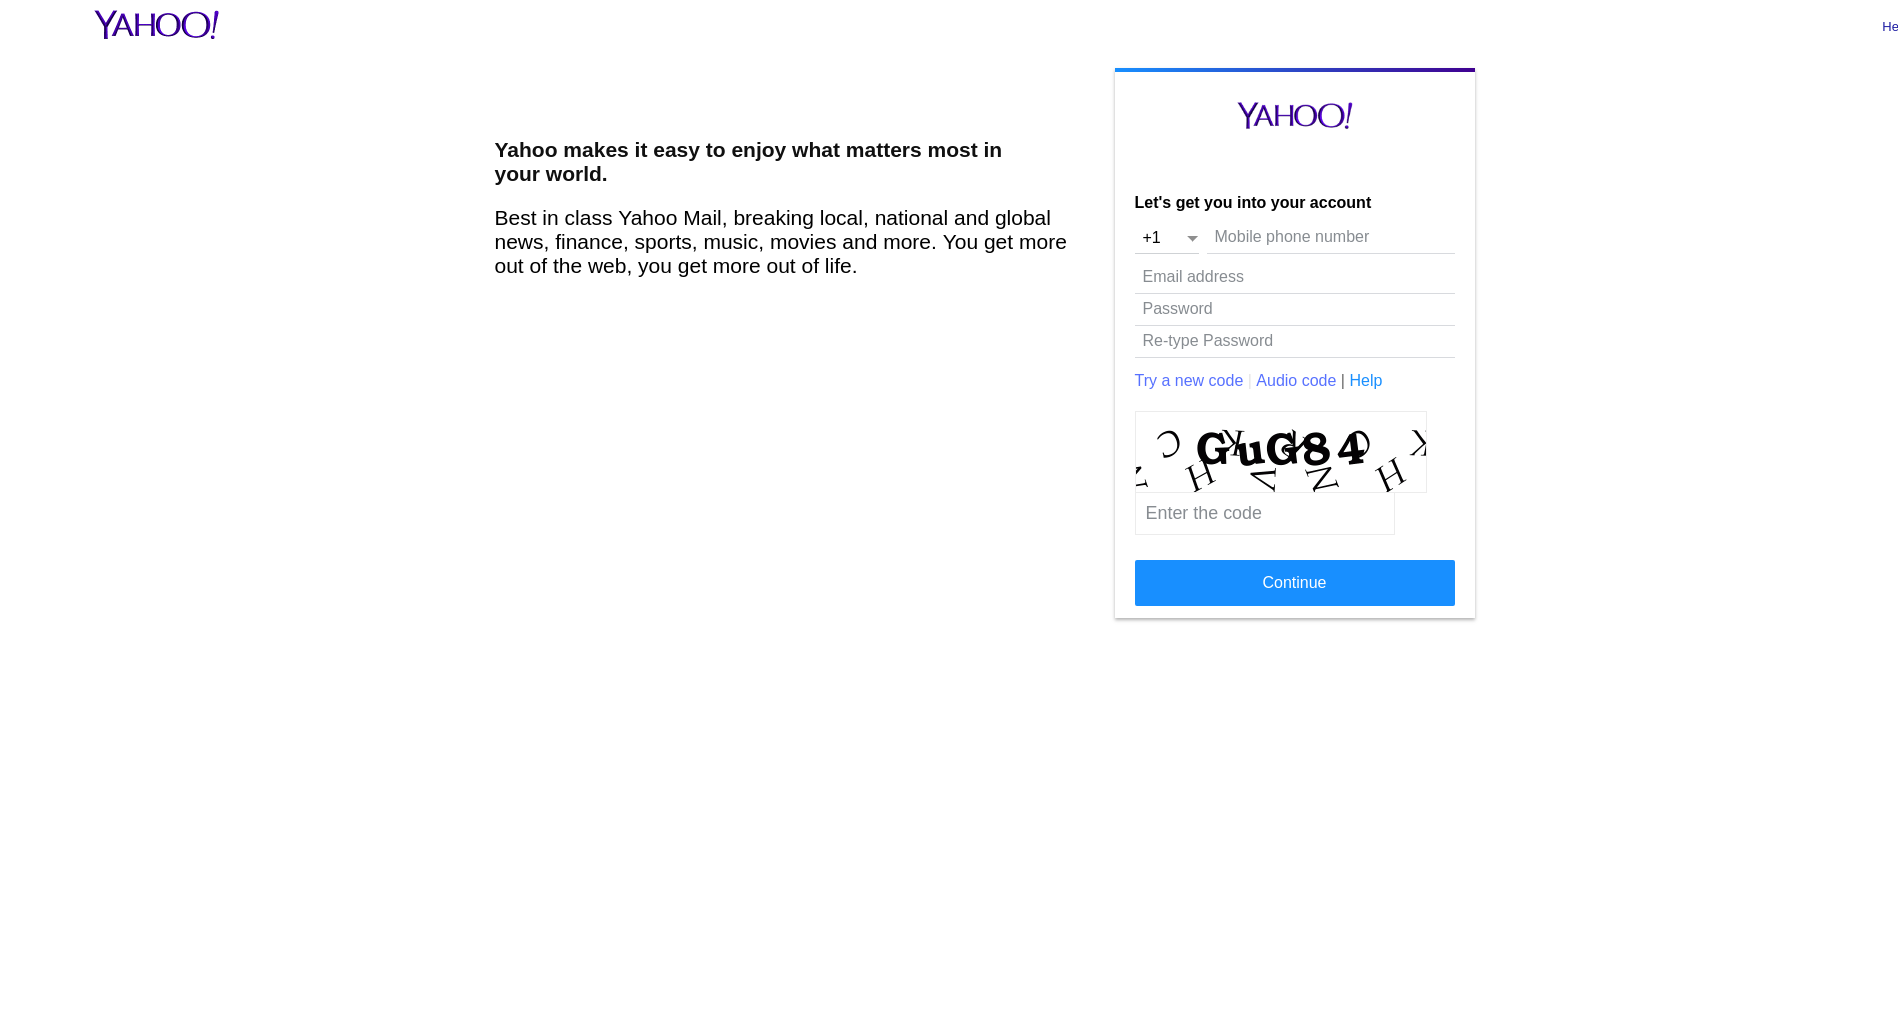 YAHOO!
He
YAHOO!
Yahoo makes it easy to enjoy what matters most in
your world.
Best in class Yahoo Mail, breaking local, national and global
news, finance, sports, music, movies and more. You get more
out of the web, you get more out of life.
Let's get you into your account
+1 Mobile phone number
Email address
Password
Re-type Password
Try a new code | Audio code | Help
Enter the code
Continue